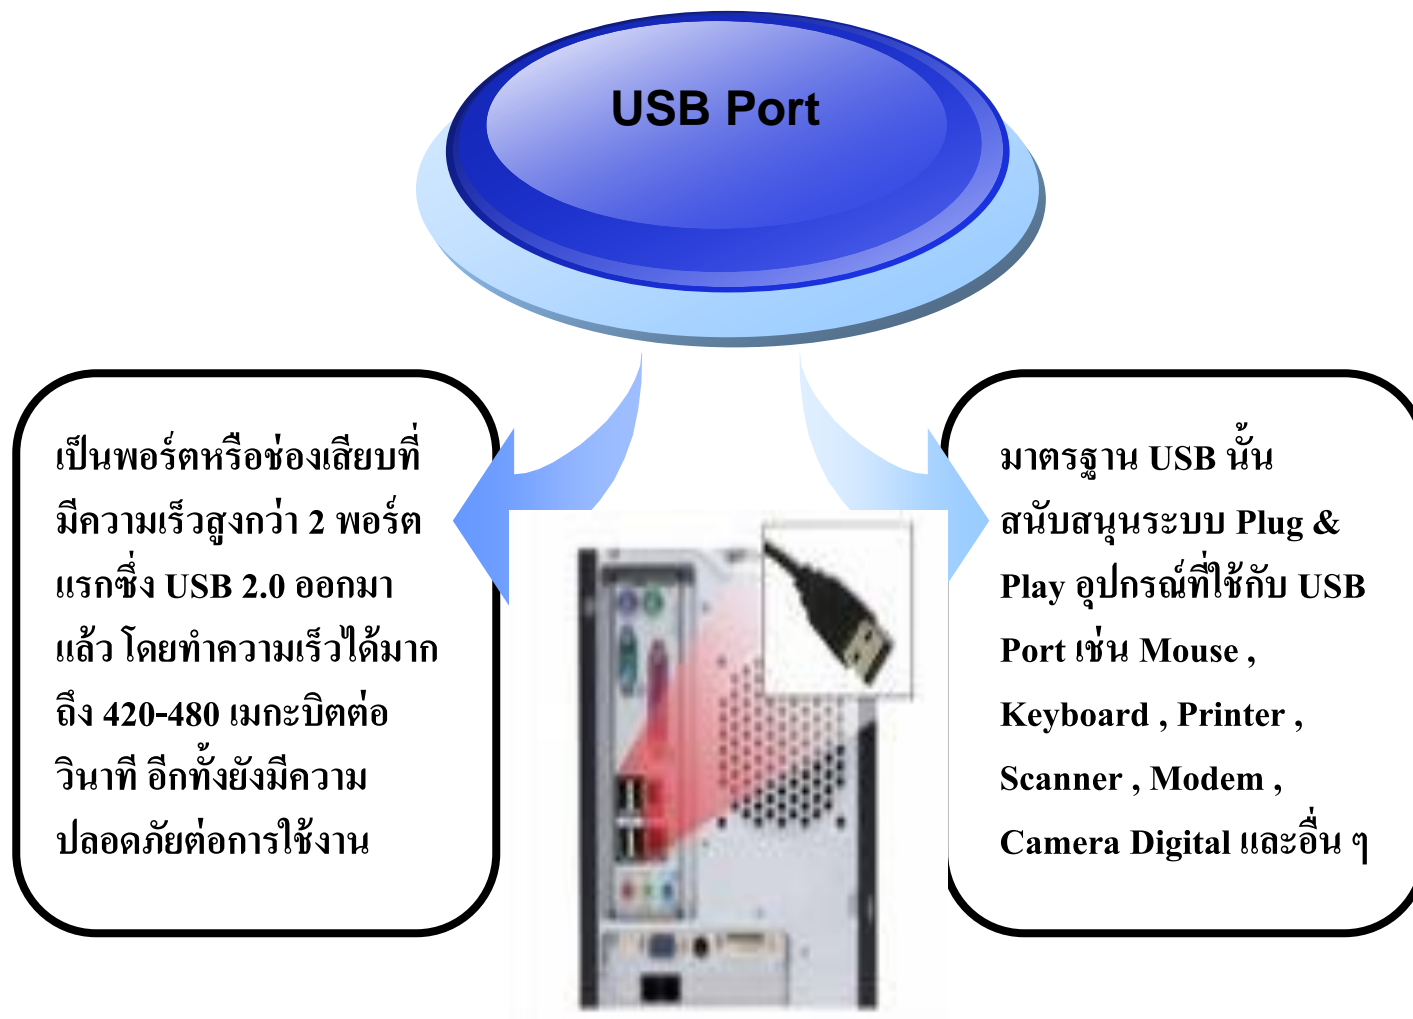 USB Port
เป็นพอร์ตหรือช่องเสียบที่
มีความเร็วสูงกว่า 2 พอร์ต
แรกซึ่ง USB 2.0 ออกมา
แล้ว โดยทำความเร็วได้มาก
ถึง 420-480 เมกะบิตต่อ
วินาที อีกทั้งยังมีความ
ปลอดภัยต่อการใช้งาน
มาตรฐาน USB นั้น
สนับสนุนระบบ Plug &
Play อุปกรณ์ที่ใช้กับ USB
Port เช่น Mouse ,
Keyboard , Printer ,
Scanner , Modem ,
Camera Digital และอื่น ๆ